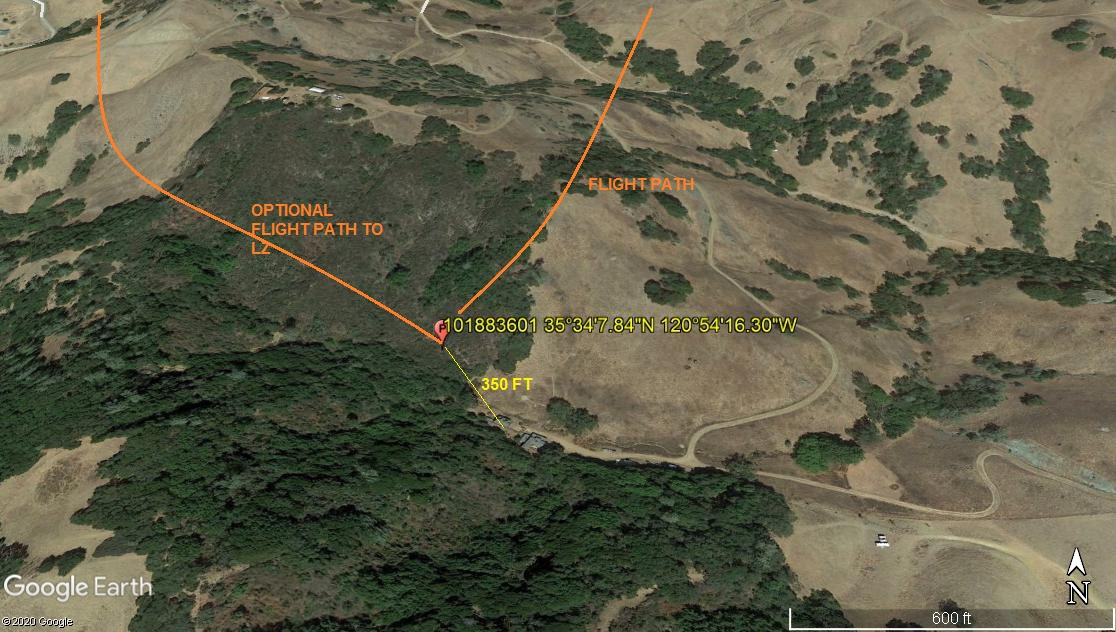 FLIGHT PATH
OPTIONAL
FLIGHT PATH TO
LZ
101883601 35°34'7.84"N 120°54'16.30"W
350 FT
Google Earth
©2020 Google
N
600 ft